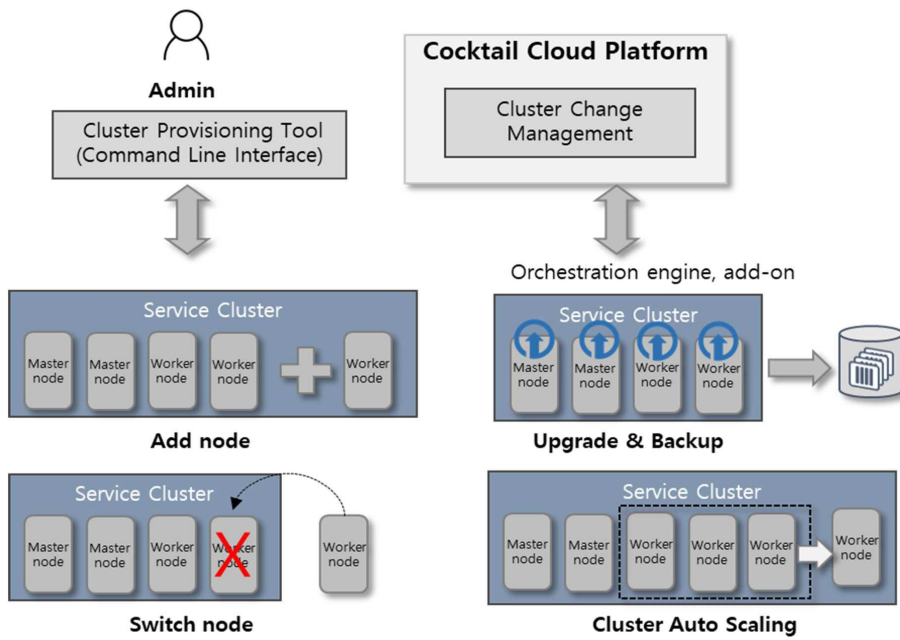 Admin
Cluster Provisioning Tool
(Command Line Interface)
Cocktail Cloud Platform
Cluster Change
Management
Service Cluster
Master
node
Master
node
Worker
node
Worker
node
Worker
node
Add node
Orchestration engine, add-on
Service Cluster
Master
node
Master
node
Worker
node
Worker
node
Upgrade & Backup
Service Cluster
Master
node
Master
node
Worker
node
Worker
node
Worker
node
Switch node
Service Cluster
Master
node
Master
node
Worker
node
Worker
node
Worker
node
Worker
node
Cluster Auto Scaling